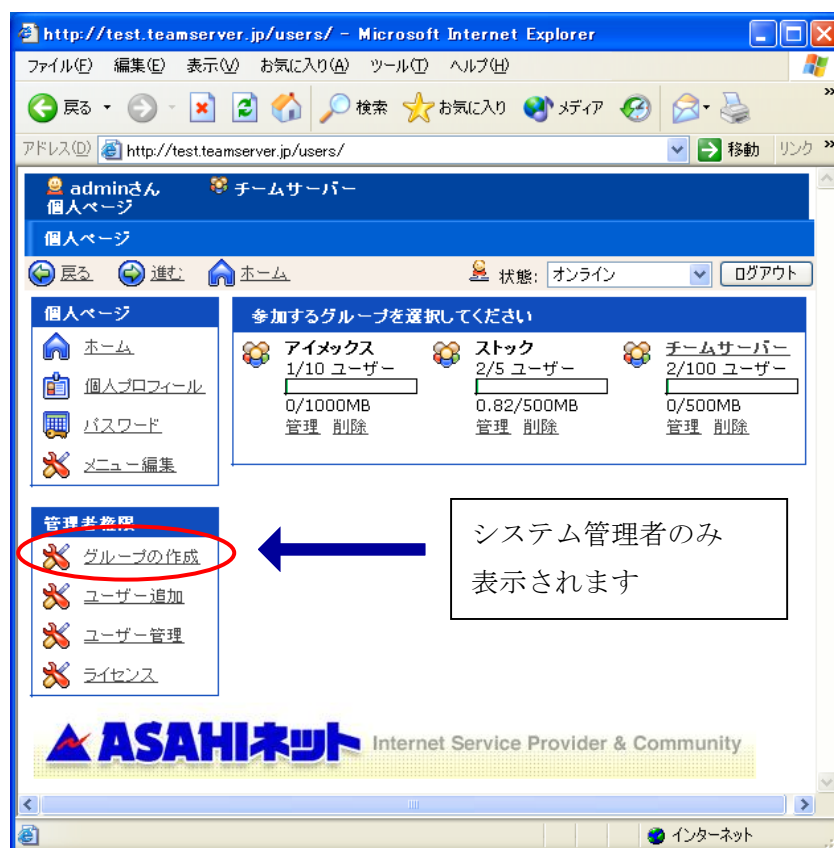 http://test.teamserver.jp/users/ - Microsoft Internet Explorer
ファイル(F) 編集(E) 表示(V) お気に入り(A) ツール(T) ヘルプ(H)
戻る 検索 お気に入り メディア »
アドレス(D) http://test.teamserver.jp/users/ 移動 リンク »
adminさん チームサーバー
個人ページ
個人ページ
戻る 進む ホーム 状態: オンライン ログアウト
個人ページ
ホーム
個人プロフィール
パスワード
メニュー編集
参加するグループを選択してください
アイメックス ストック チームサーバー
1/10 ユーザー 2/5 ユーザー 2/100 ユーザー
0/1000MB 0.82/500MB 0/500MB
管理 削除 管理 削除 管理 削除
管理者権限
グループの作成
ユーザー追加
ユーザー管理
ライセンス
システム管理者のみ
表示されます
ASAHIネット Internet Service Provider & Community
インターネット